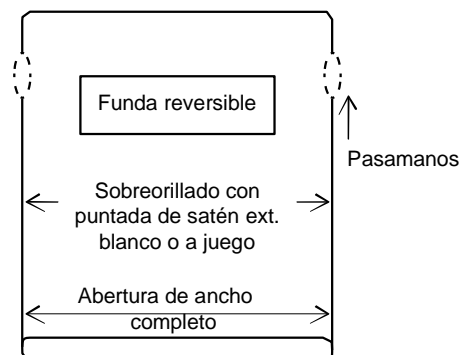 Funda reversible
Pasamanos
Sobreorillado con
puntada de satén ext.
blanco o a juego
Abertura de ancho
completo